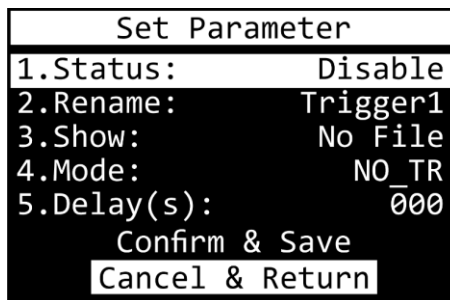 Set Parameter
1.Status: Disable
2.Rename: Trigger1
3.Show: No File
4.Mode: NO_TR
5.Delay(s): 000
Confirm & Save
Cancel & Return